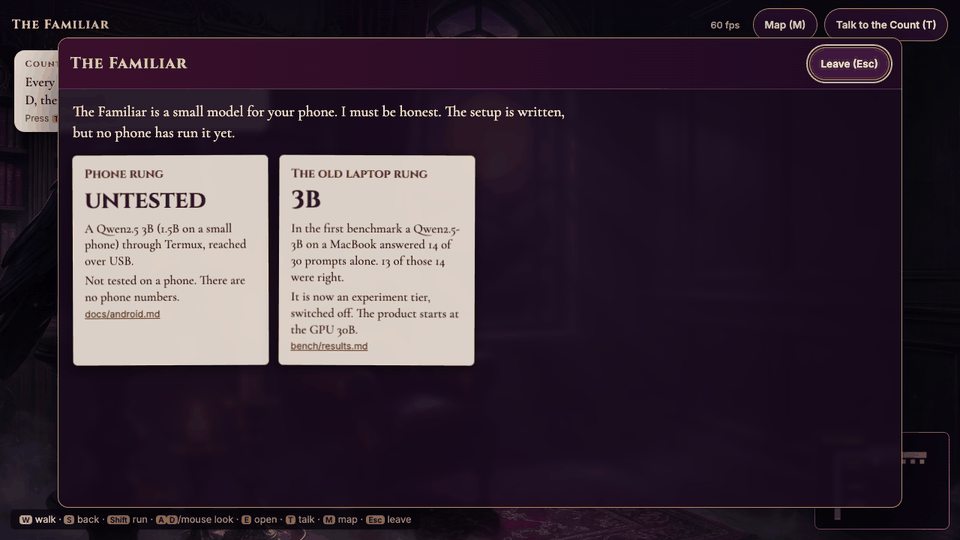 The Familiar
60 fps
Map (M)
Talk to the Count (T)
Coun
Every
D, the
Press
The Familiar
Leave (Esc)
The Familiar is a small model for your phone. I must be honest. The setup is written,
but no phone has run it yet.
Phone rung
UNTESTED
A Qwen2.5 3B (1.5B on a small
phone) through Termux, reached
over USB.
Not tested on a phone. There are
no phone numbers.
docs/android.md
The old laptop rung
3B
In the first benchmark a Qwen2.5-
3B on a MacBook answered 14 of
30 prompts alone. 13 of those 14
were right.
It is now an experiment tier,
switched off. The product starts at
the GPU 30B.
bench/results.md
W walk · S back · Shift run · A D/mouse look · E open · T talk · M map · Esc leave